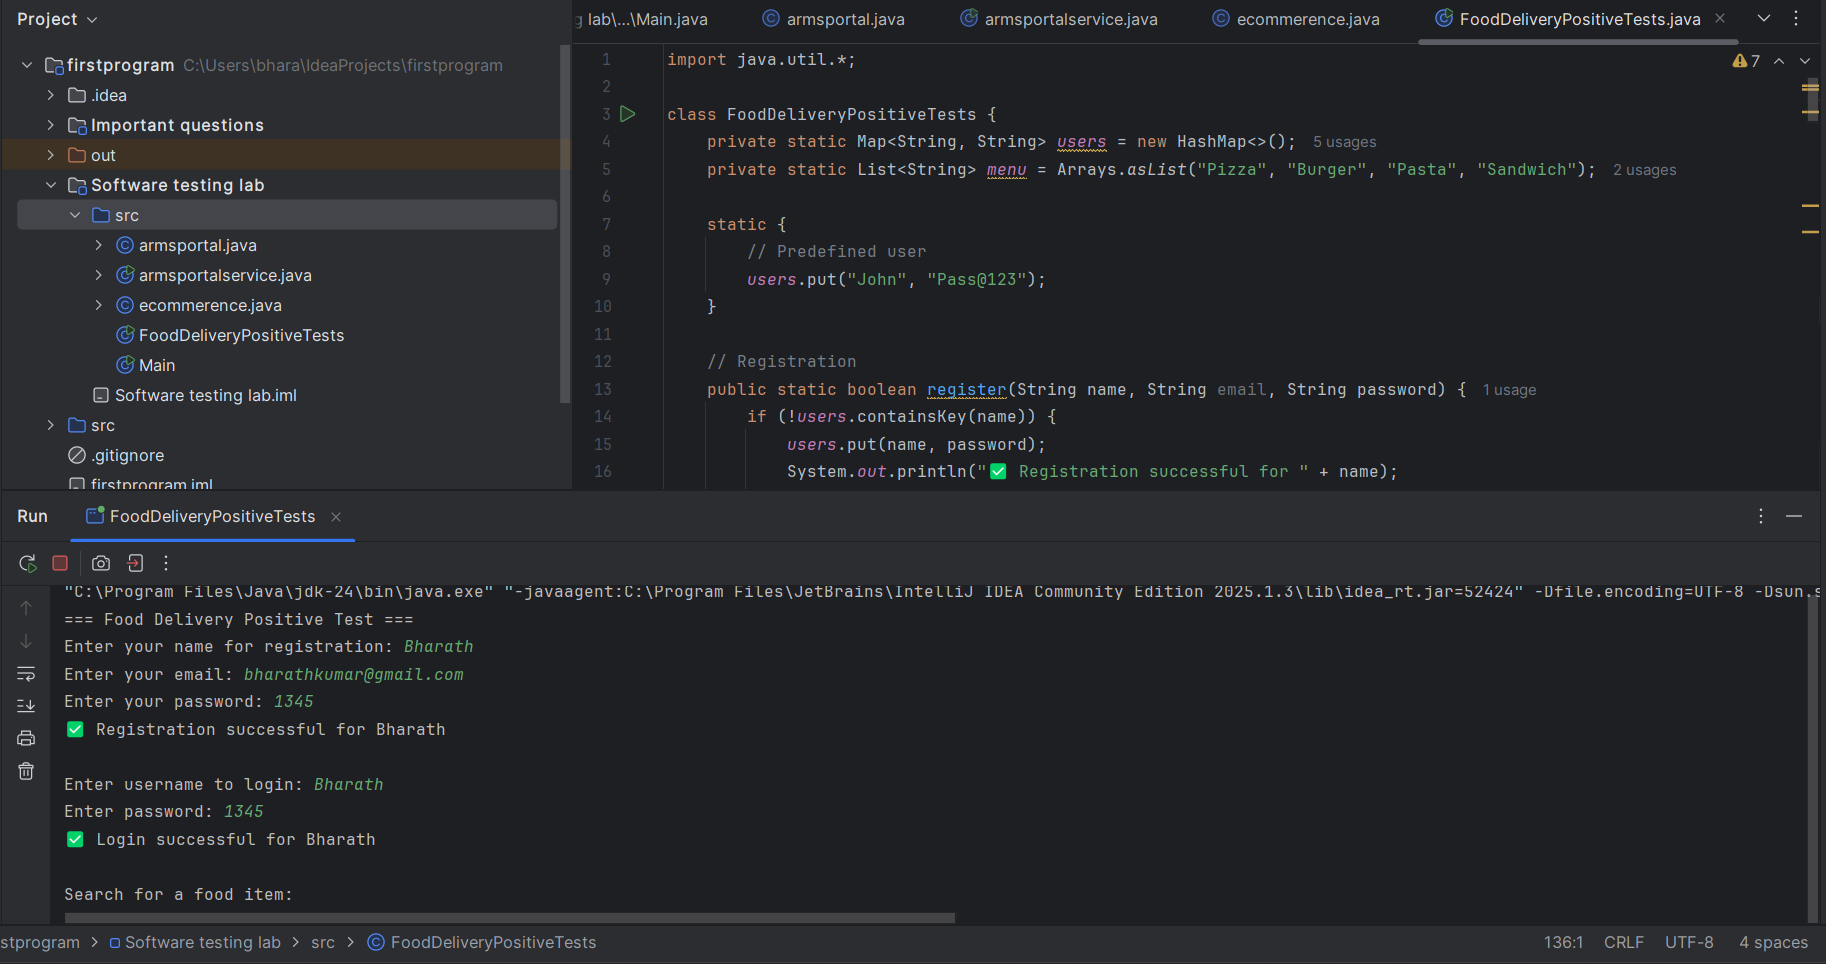 Project
firstprogram C:\Users\bhara\IdeaProjects\firstprogram
.idea
Important questions
out
Software testing lab
src
armsportal.java
armsportalservice.java
ecommerence.java
FoodDeliveryPositiveTests
Main
Software testing lab.iml
src
.gitignore
firstprogram.iml
g lab\...\Main.java armsportal.java armsportalservice.java ecommerence.java FoodDeliveryPositiveTests.java
7
1 import java.util.*;
2
3 class FoodDeliveryPositiveTests {
4 private static Map<String, String> users = new HashMap<>(); 5 usages
5 private static List<String> menu = Arrays.asList("Pizza", "Burger", "Pasta", "Sandwich"); 2 usages
6
7 static {
8 // Predefined user
9 users.put("John", "Pass@123");
10 }
11
12 // Registration
13 public static boolean register(String name, String email, String password) { 1 usage
14 if (!users.containsKey(name)) {
15 users.put(name, password);
16 System.out.println("✅ Registration successful for " + name);
Run FoodDeliveryPositiveTests
"C:\Program Files\Java\jdk-24\bin\java.exe" "-javaagent:C:\Program Files\JetBrains\IntelliJ IDEA Community Edition 2025.1.3\lib\idea_rt.jar=52424" -Dfile.encoding=UTF-8 -Dsun.s
=== Food Delivery Positive Test ===
Enter your name for registration: Bharath
Enter your email: bharathkumar@gmail.com
Enter your password: 1345
✅ Registration successful for Bharath
Enter username to login: Bharath
Enter password: 1345
✅ Login successful for Bharath
Search for a food item:
stprogram > Software testing lab > src > FoodDeliveryPositiveTests 136:1 CRLF UTF-8 4 spaces